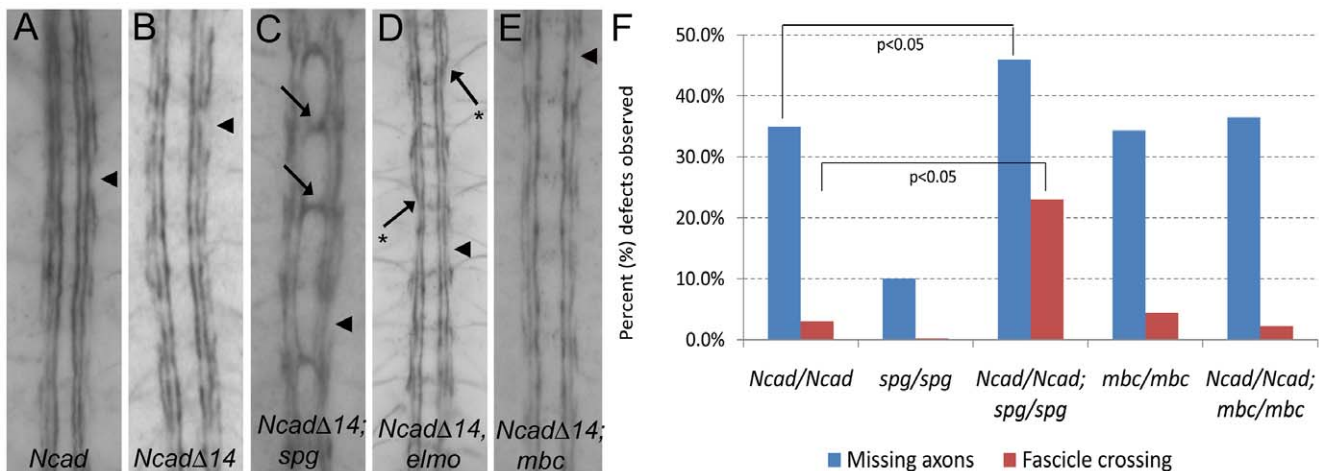 A
B
C
D
E
F
*
*
Ncad
NcadΔ14
NcadΔ14;
spg
NcadΔ14,
elmo
NcadΔ14;
mbc
Percent (%) defects observed
50.0%
40.0%
30.0%
20.0%
10.0%
0.0%
p<0.05
p<0.05
Ncad/Ncad
spg/spg
Ncad/Ncad;
spg/spg
mbc/mbc
Ncad/Ncad;
mbc/mbc
Missing axons
Fascicle crossing